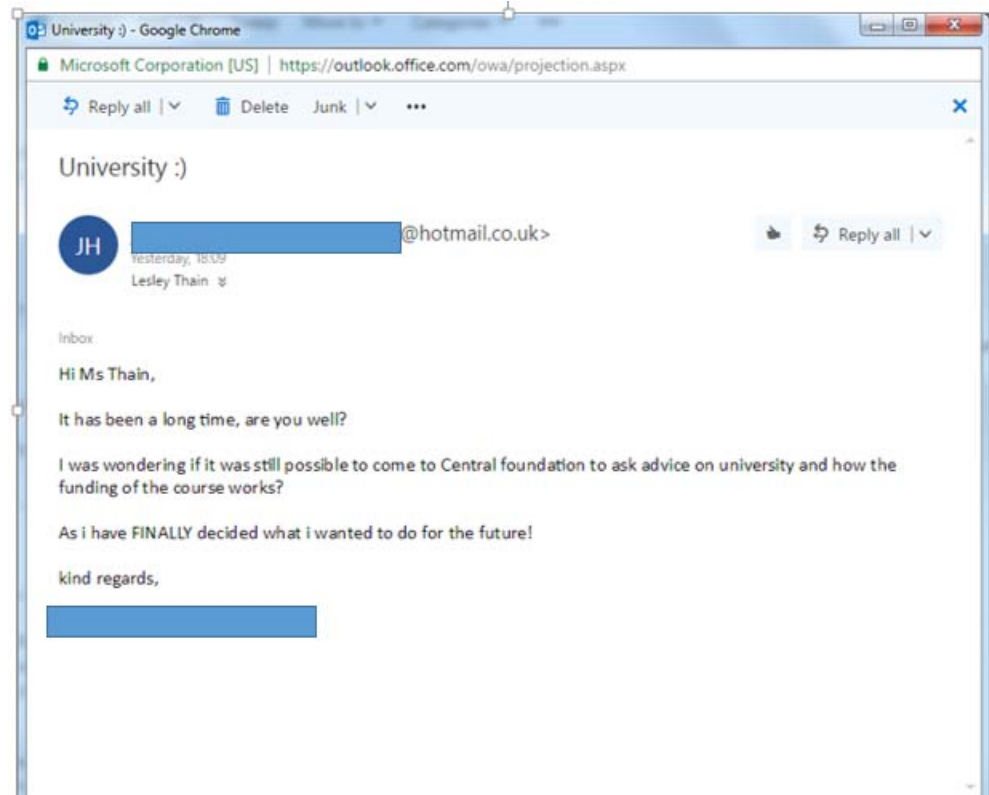 University :) - Google Chrome
Microsoft Corporation [US] | https://outlook.office.com/owa/projection.aspx
Reply all | Delete Junk | •••
University :)
JH
@hotmail.co.uk>
Reply all |
Yesterday, 18:09
Lesley Thain
Inbox
Hi Ms Thain,
It has been a long time, are you well?
I was wondering if it was still possible to come to Central foundation to ask advice on university and how the
funding of the course works?
As i have FINALLY decided what i wanted to do for the future!
kind regards,